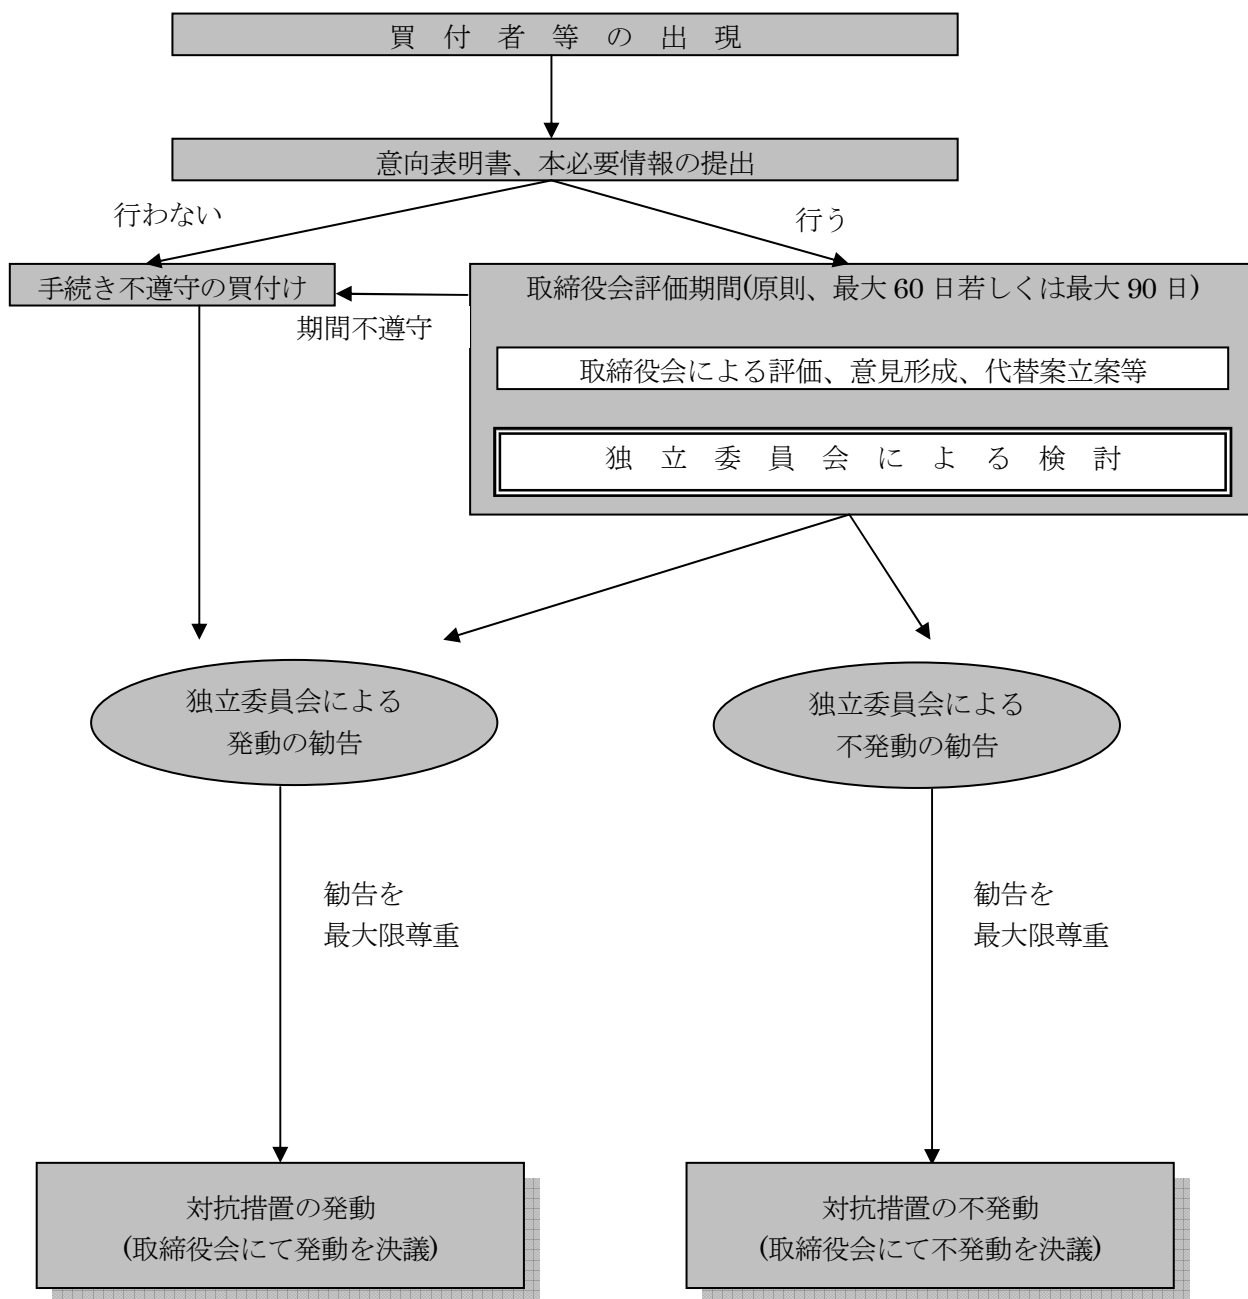 買付者等の出現
意向表明書、本必要情報の提出
行わない
行う
手続き不遵守の買付け
取締役会評価期間(原則、最大 60 日若しくは最大 90 日)
期間不遵守
取締役会による評価、意見形成、代替案立案等
独立委員会による検討
独立委員会による
発動の勧告
独立委員会による
不発動の勧告
勧告を
最大限尊重
勧告を
最大限尊重
対抗措置の発動
(取締役会にて発動を決議)
対抗措置の不発動
(取締役会にて不発動を決議)